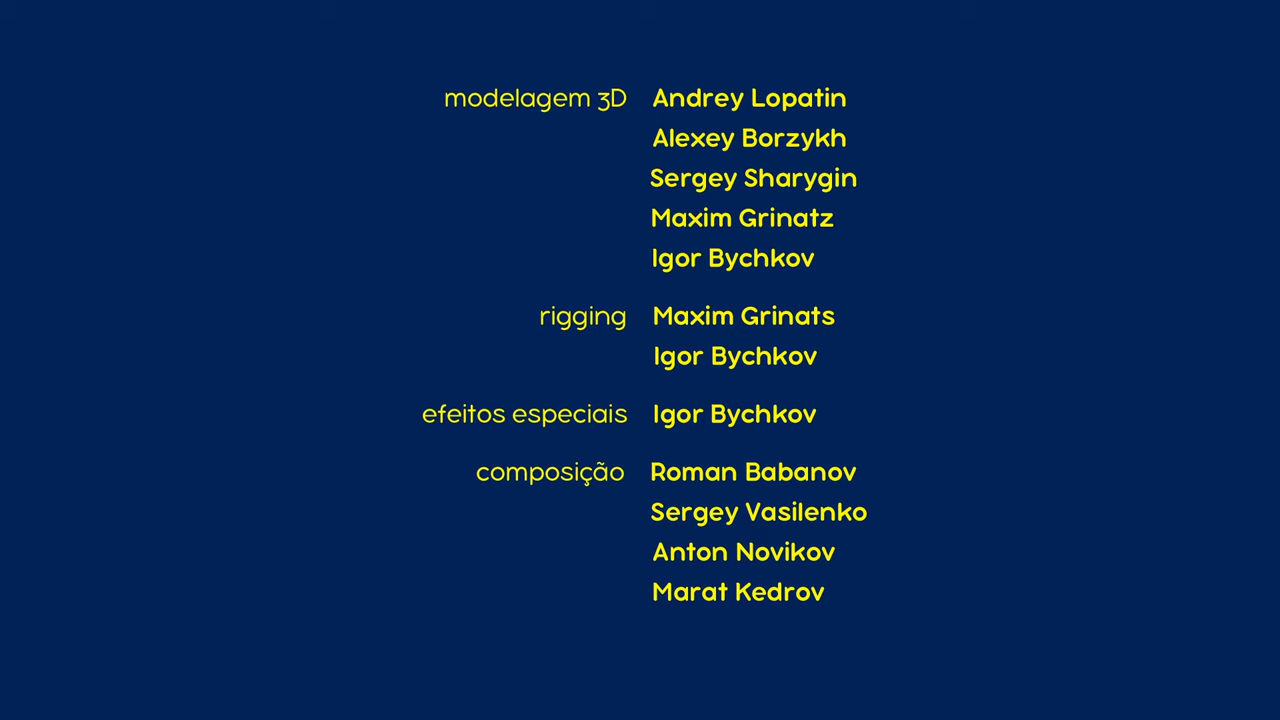 modelagem 3D Andrey Lopatin
Alexey Borzykh
Sergey Sharygin
Maxim Grinatz
Igor Bychkov
rigging Maxim Grinats
Igor Bychkov
efeitos especiais Igor Bychkov
composição Roman Babanov
Sergey Vasilenko
Anton Novikov
Marat Kedrov